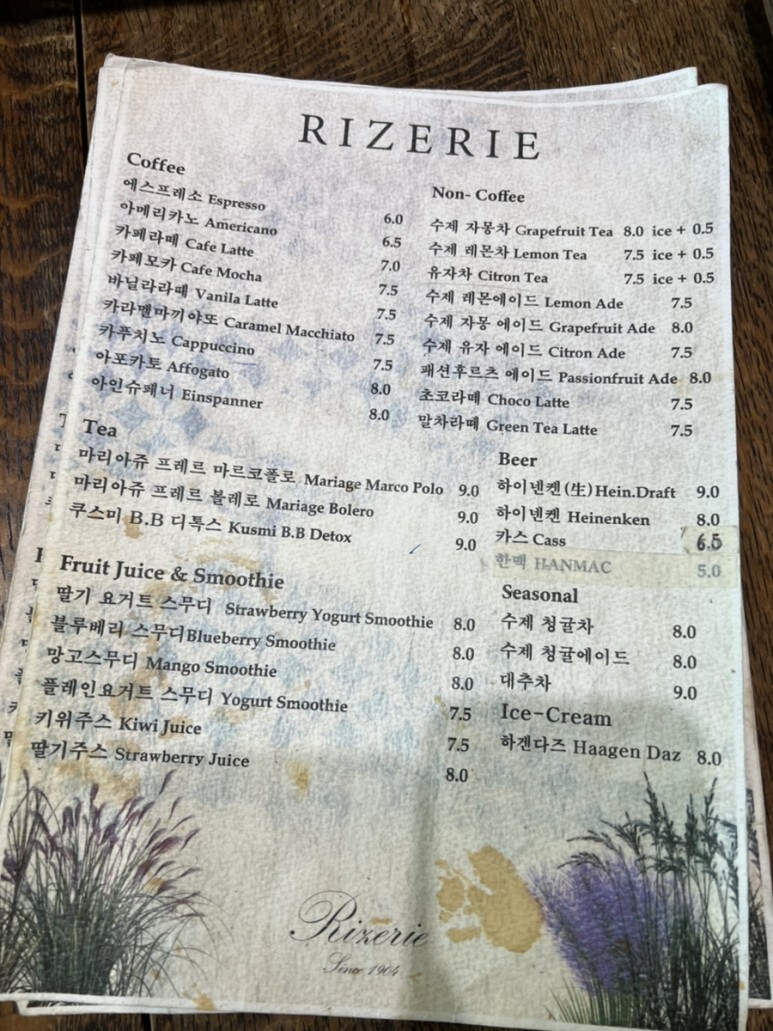 RIZERIE
Coffee
에스프레소 Espresso 6.0
아메리카노 Americano 6.5
카페라떼 Cafe Latte 7.0
카페모카 Cafe Mocha 7.5
바닐라라떼 Vanila Latte 7.5
카라멜마끼야또 Caramel Macchiato 7.5
카푸치노 Cappuccino 7.5
아포카토 Affogato 8.0
아인슈페너 Einspanner 8.0
Tea
마리아쥬 프레르 마르코폴로 Mariage Marco Polo 9.0
마리아쥬 프레르 볼레로 Mariage Bolero 9.0
쿠스미 B.B 디톡스 Kusmi B.B Detox 9.0
Fruit Juice & Smoothie
딸기 요거트 스무디 Strawberry Yogurt Smoothie 8.0
블루베리 스무디Blueberry Smoothie 8.0
망고스무디 Mango Smoothie 8.0
플레인요거트 스무디 Yogurt Smoothie 7.5
키위주스 Kiwi Juice 7.5
딸기주스 Strawberry Juice 8.0
Non- Coffee
수제 자몽차 Grapefruit Tea 8.0 ice + 0.5
수제 레몬차 Lemon Tea 7.5 ice + 0.5
유자차 Citron Tea 7.5 ice + 0.5
수제 레몬에이드 Lemon Ade 7.5
수제 자몽 에이드 Grapefruit Ade 8.0
수제 유자 에이드 Citron Ade 7.5
패션후르츠 에이드 Passionfruit Ade 8.0
초코라떼 Choco Latte 7.5
말차라떼 Green Tea Latte 7.5
Beer
하이넨켄(生)Hein.Draft 9.0
하이넨켄 Heinenken 8.0
카스 Cass
한맥 HANMAC 5.0
Seasonal
수제 청귤차 8.0
수제 청귤에이드 8.0
대추차 9.0
Ice-Cream
하겐다즈 Haagen Daz 8.0
Rizerie
Since 1904